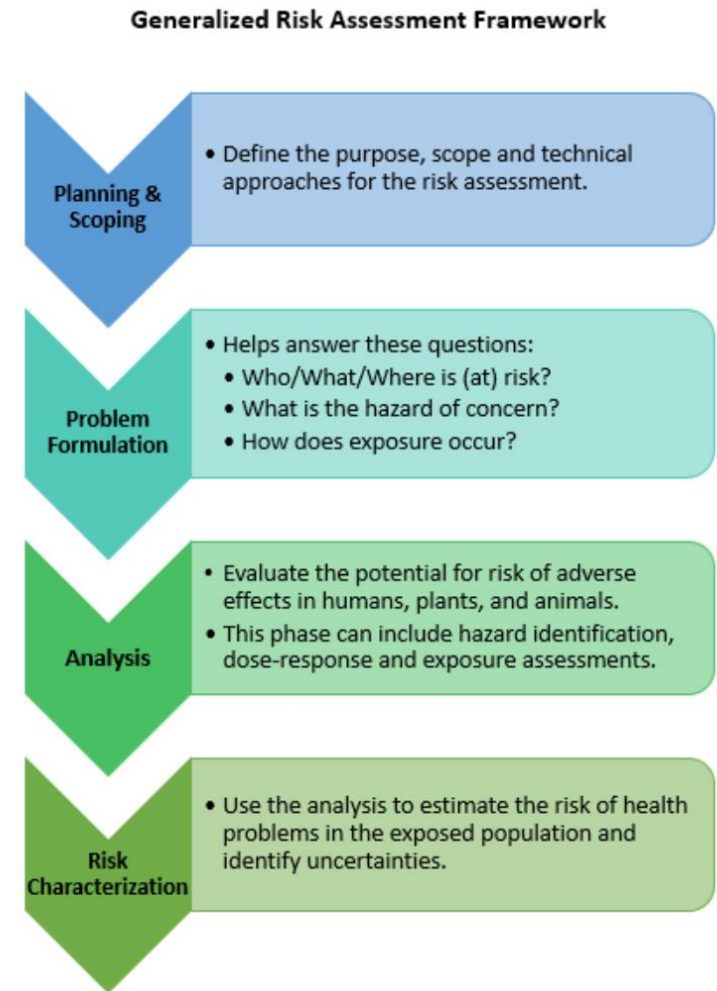 Generalized Risk Assessment Framework
Planning &
Scoping
• Define the purpose, scope and technical
approaches for the risk assessment.
Problem
Formulation
• Helps answer these questions:
• Who/What/Where is (at) risk?
• What is the hazard of concern?
• How does exposure occur?
Analysis
• Evaluate the potential for risk of adverse
effects in humans, plants, and animals.
• This phase can include hazard identification,
dose-response and exposure assessments.
Risk
Characterization
• Use the analysis to estimate the risk of health
problems in the exposed population and
identify uncertainties.